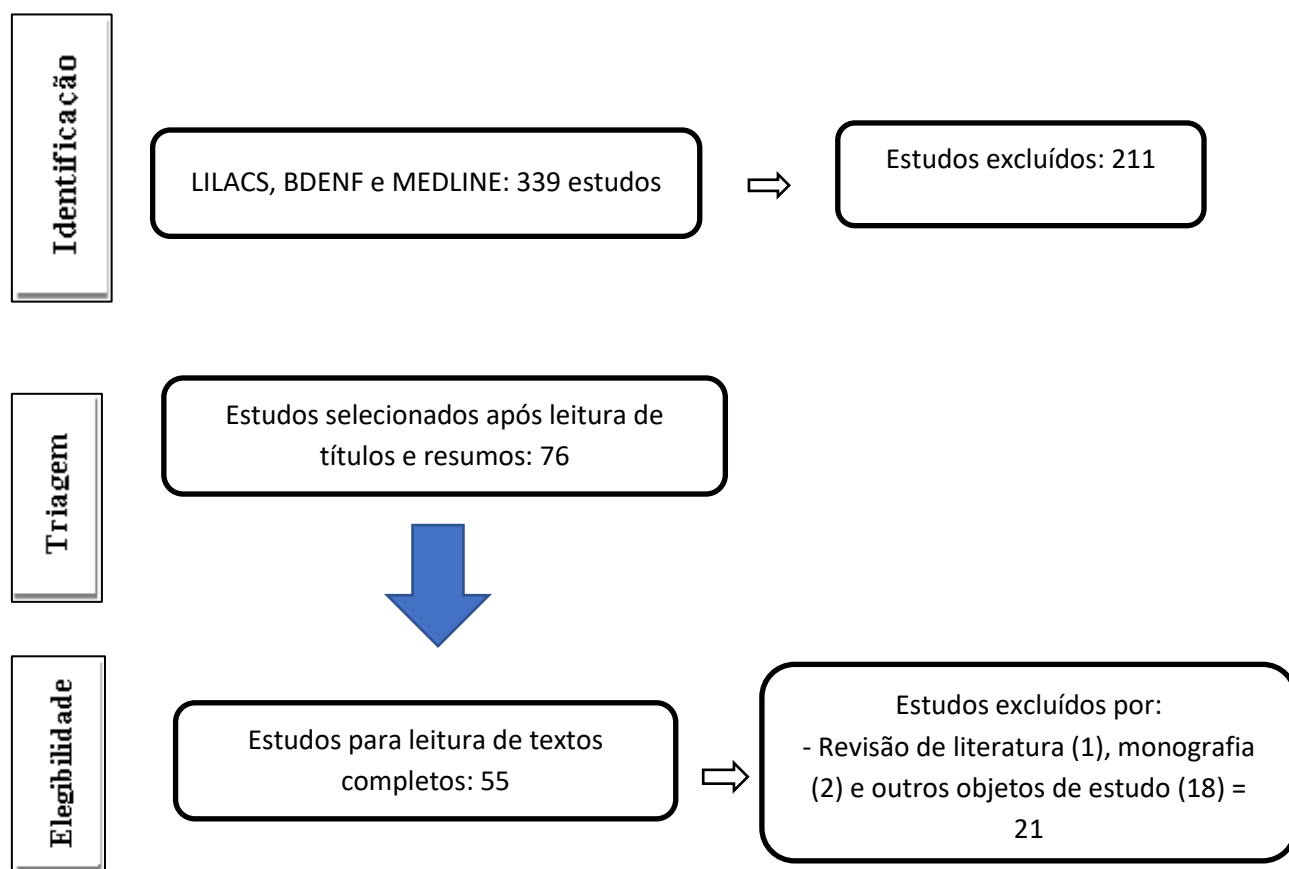 Identificação
LILACS, BDENF e MEDLINE: 339 estudos
Estudos excluídos: 211
Triagem
Estudos selecionados após leitura de
títulos e resumos: 76
Elegibilidade
Estudos para leitura de textos
completos: 55
Estudos excluídos por:
- Revisão de literatura (1), monografia
(2) e outros objetos de estudo (18) =
21